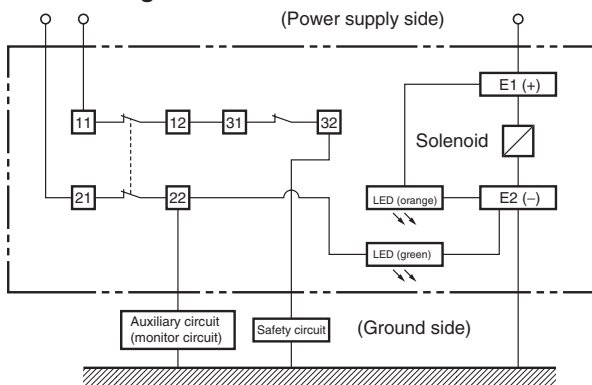 (Power supply side)
E1 (+)
11
12
31
32
Solenoid
21
22
LED (orange)
E2 (−)
LED (green)
Auxiliary circuit
(monitor circuit)
Safety circuit
(Ground side)